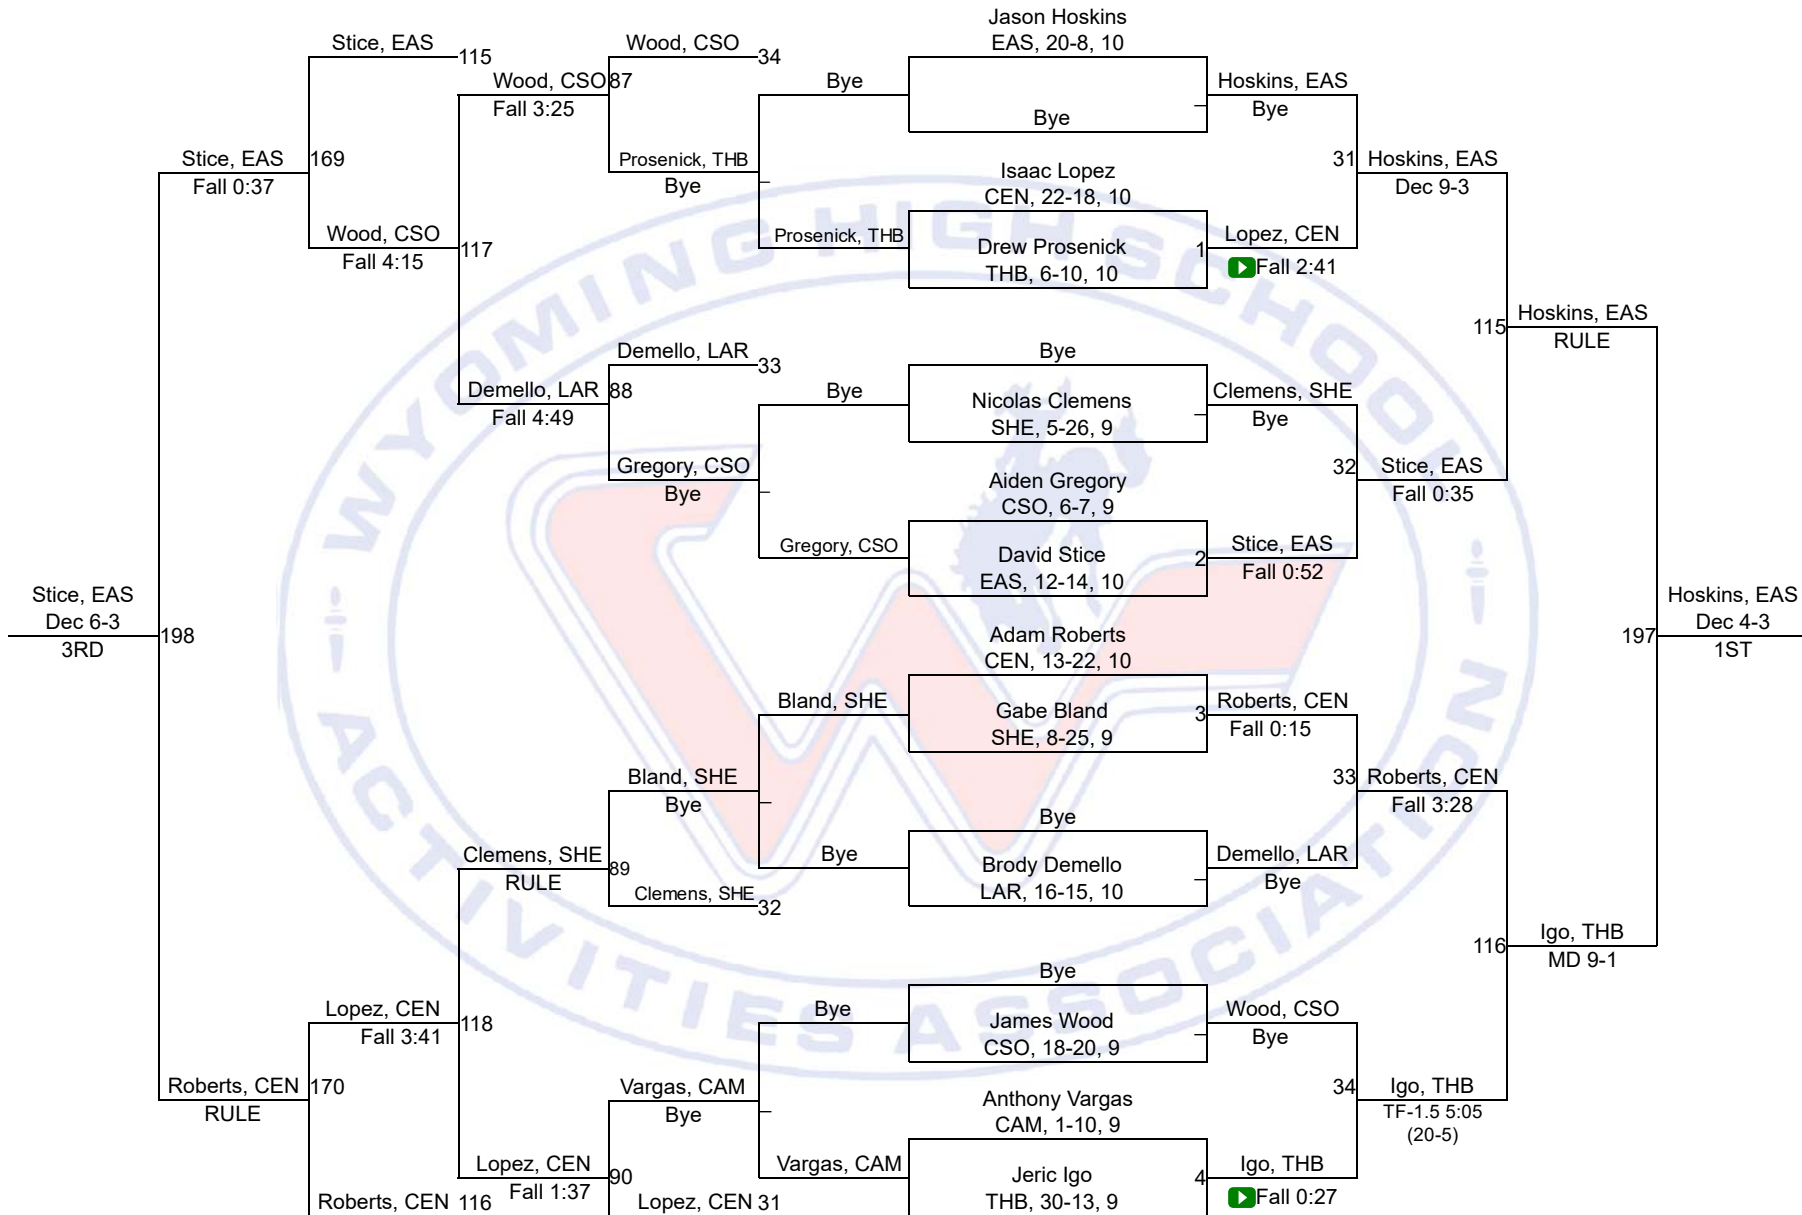 Jason Hoskins
EAS, 20-8, 10
Stice, EAS
115
Wood, CSO
34
Wood, CSO
87
Fall 3:25
Bye
Bye
Hoskins, EAS
Bye
Stice, EAS
169
Fall 0:37
Prosenick, THB
Bye
Isaac Lopez
CEN, 22-18, 10
31
Hoskins, EAS
Dec 9-3
Wood, CSO
117
Fall 4:15
Prosenick, THB
Drew Prosenick
THB, 6-10, 10
1
Lopez, CEN
Fall 2:41
Hoskins, EAS
115
RULE
Demello, LAR
33
Bye
Demello, LAR
88
Fall 4:49
Bye
Nicolas Clemens
SHE, 5-26, 9
Clemens, SHE
Bye
Gregory, CSO
Bye
Aiden Gregory
CSO, 6-7, 9
32
Stice, EAS
Fall 0:35
Gregory, CSO
David Stice
EAS, 12-14, 10
2
Stice, EAS
Fall 0:52
Stice, EAS
Dec 6-3
3RD
198
Adam Roberts
CEN, 13-22, 10
197
Hoskins, EAS
Dec 4-3
1ST
Bland, SHE
Gabe Bland
SHE, 8-25, 9
3
Roberts, CEN
Fall 0:15
Bland, SHE
Bye
33
Roberts, CEN
Fall 3:28
Bye
Clemens, SHE
89
RULE
Bye
Brody Demello
LAR, 16-15, 10
Demello, LAR
Bye
Clemens, SHE
32
116
Igo, THB
MD 9-1
Bye
Lopez, CEN
118
Fall 3:41
Bye
James Wood
CSO, 18-20, 9
Wood, CSO
Bye
Roberts, CEN
170
RULE
Vargas, CAM
Bye
Anthony Vargas
CAM, 1-10, 9
34
Igo, THB
TF-1.5 5:05
(20-5)
Lopez, CEN
90
Fall 1:37
Vargas, CAM
Jeric Igo
THB, 30-13, 9
4
Igo, THB
Fall 0:27
Roberts, CEN
116
Lopez, CEN
31
WYOMING HIGH SCHOOL
ACTIVITIES ASSOCIATION